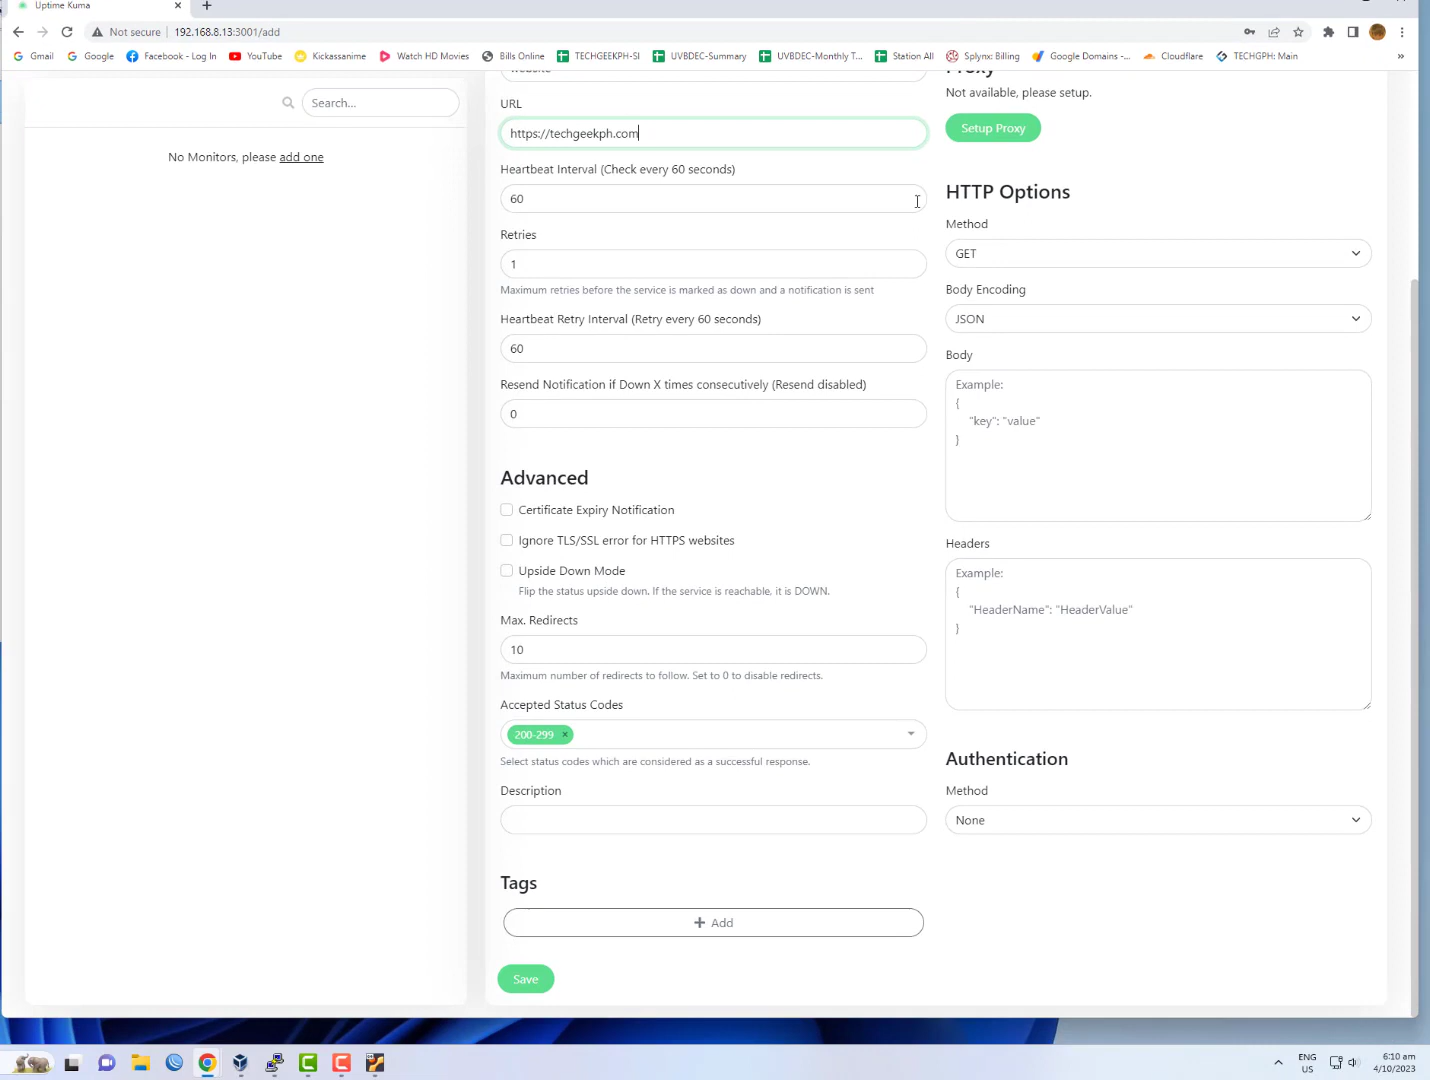 Uptime Kuma
Not secure 192.168.8.13:3001/add
Gmail Google Facebook - Log In YouTube Kickassanime Watch HD Movies Bills Online TECHGEEKPH-SI UVBDEC-Summary UVBDEC-Monthly T... Station All Splynx: Billing Google Domains -... Cloudflare TECHGPH: Main »
Search...
No Monitors, please add one
website
URL
https://techgeekph.com
Heartbeat Interval (Check every 60 seconds)
60
Retries
1
Maximum retries before the service is marked as down and a notification is sent
Heartbeat Retry Interval (Retry every 60 seconds)
60
Resend Notification if Down X times consecutively (Resend disabled)
0
Advanced
Certificate Expiry Notification
Ignore TLS/SSL error for HTTPS websites
Upside Down Mode
Flip the status upside down. If the service is reachable, it is DOWN.
Max. Redirects
10
Maximum number of redirects to follow. Set to 0 to disable redirects.
Accepted Status Codes
200-299 ×
Select status codes which are considered as a successful response.
Description
Tags
+ Add
Save
Proxy
Not available, please setup.
Setup Proxy
HTTP Options
Method
GET
Body Encoding
JSON
Body
Example:
{
"key": "value"
}
Headers
Example:
{
"HeaderName": "HeaderValue"
}
Authentication
Method
None
ENG
US
6:10 am
4/10/2023